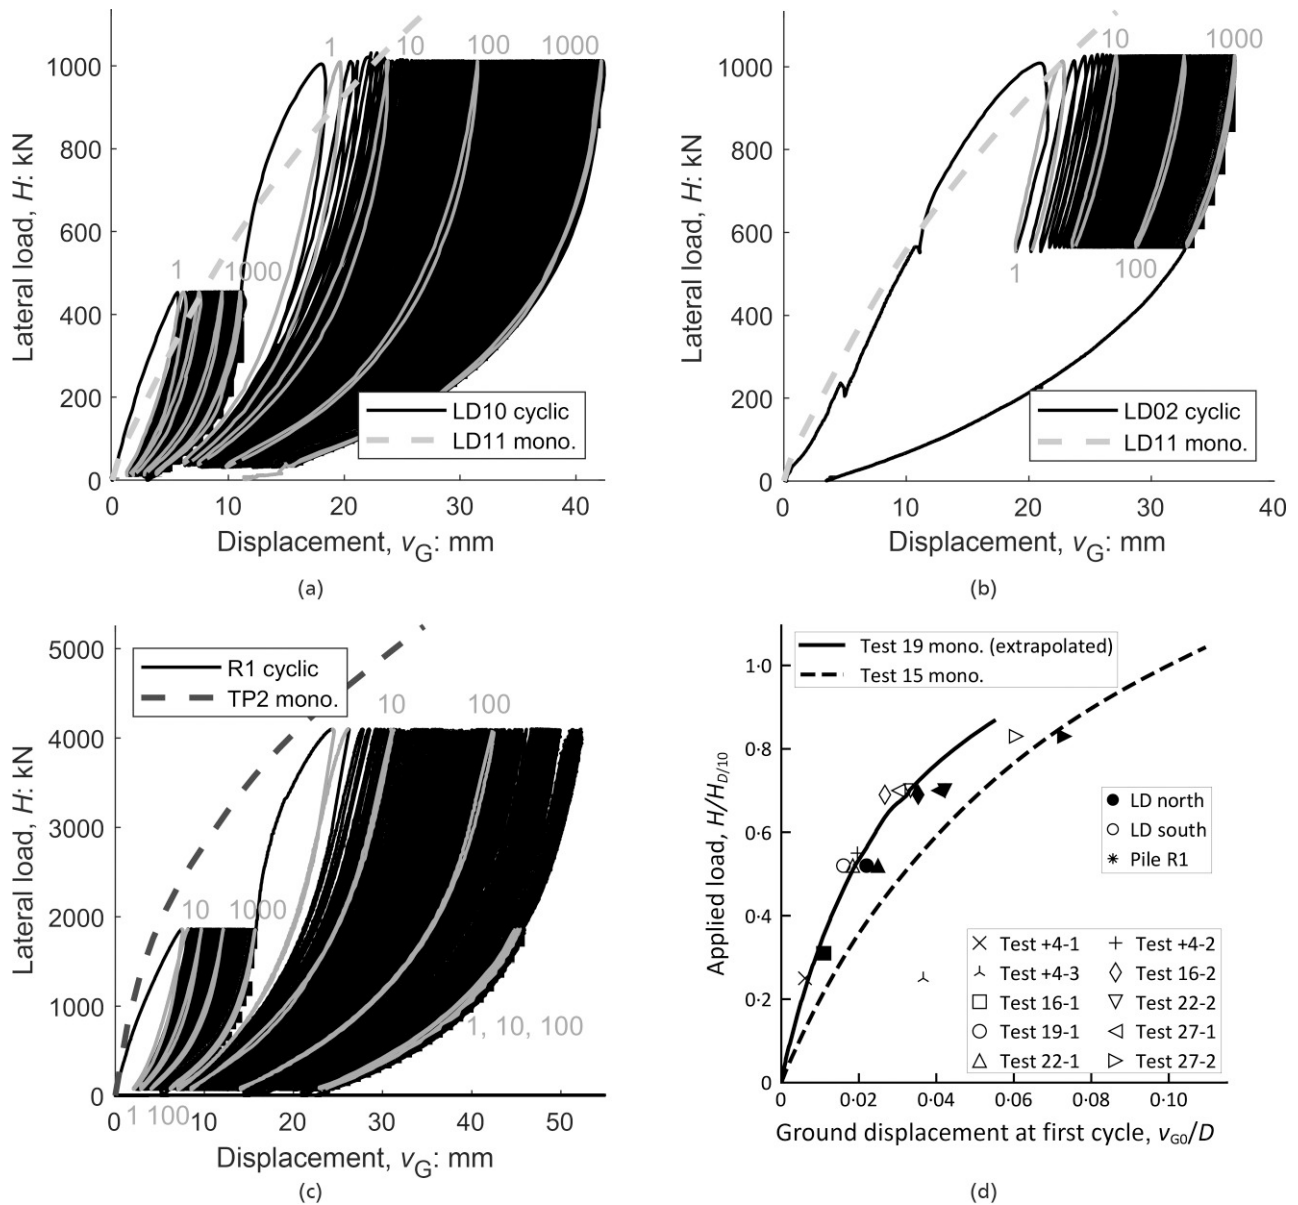 1 10 100 1000
1000
800
600
400
200
0
1 1000
Lateral load, H: kN
LD10 cyclic
LD11 mono.
0 10 20 30 40
Displacement, vG: mm
(a)
10 1000
1000
800
600
400
200
0
1 100
Lateral load, H: kN
LD02 cyclic
LD11 mono.
0 10 20 30 40
Displacement, vG: mm
(b)
5000
4000
3000
2000
1000
0
Lateral load, H: kN
R1 cyclic
TP2 mono.
10 100
10 1000
1, 10, 100
1 100
0 10 20 30 40 50
Displacement, vG: mm
(c)
1·0
0·8
0·6
0·4
0·2
0
Applied load, H/HD/10
Test 19 mono. (extrapolated)
Test 15 mono.
LD north
LD south
Pile R1
Test +4-1 Test +4-2
Test +4-3 Test 16-2
Test 16-1 Test 22-2
Test 19-1 Test 27-1
Test 22-1 Test 27-2
0 0·02 0·04 0·06 0·08 0·10
Ground displacement at first cycle, vG0/D
(d)